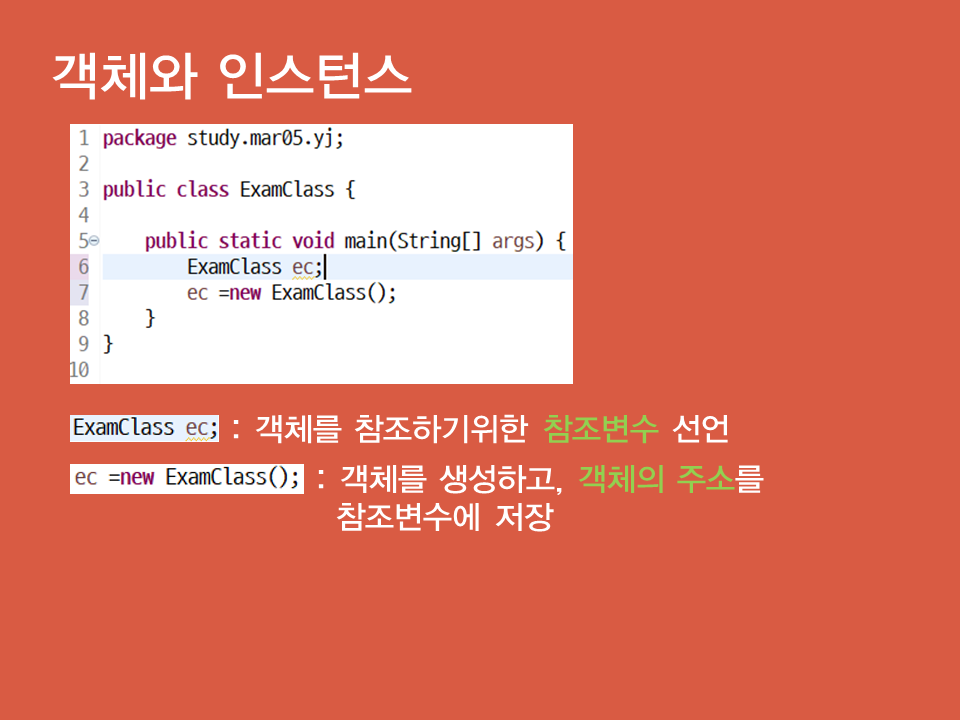 객체와 인스턴스
1 package study.mar05.yj;
2
3 public class ExamClass {
4
5 public static void main(String[] args) {
6 ExamClass ec;
7 ec =new ExamClass();
8 }
9 }
10
ExamClass ec; : 객체를 참조하기위한 참조변수 선언
ec =new ExamClass(); : 객체를 생성하고, 객체의 주소를
참조변수에 저장